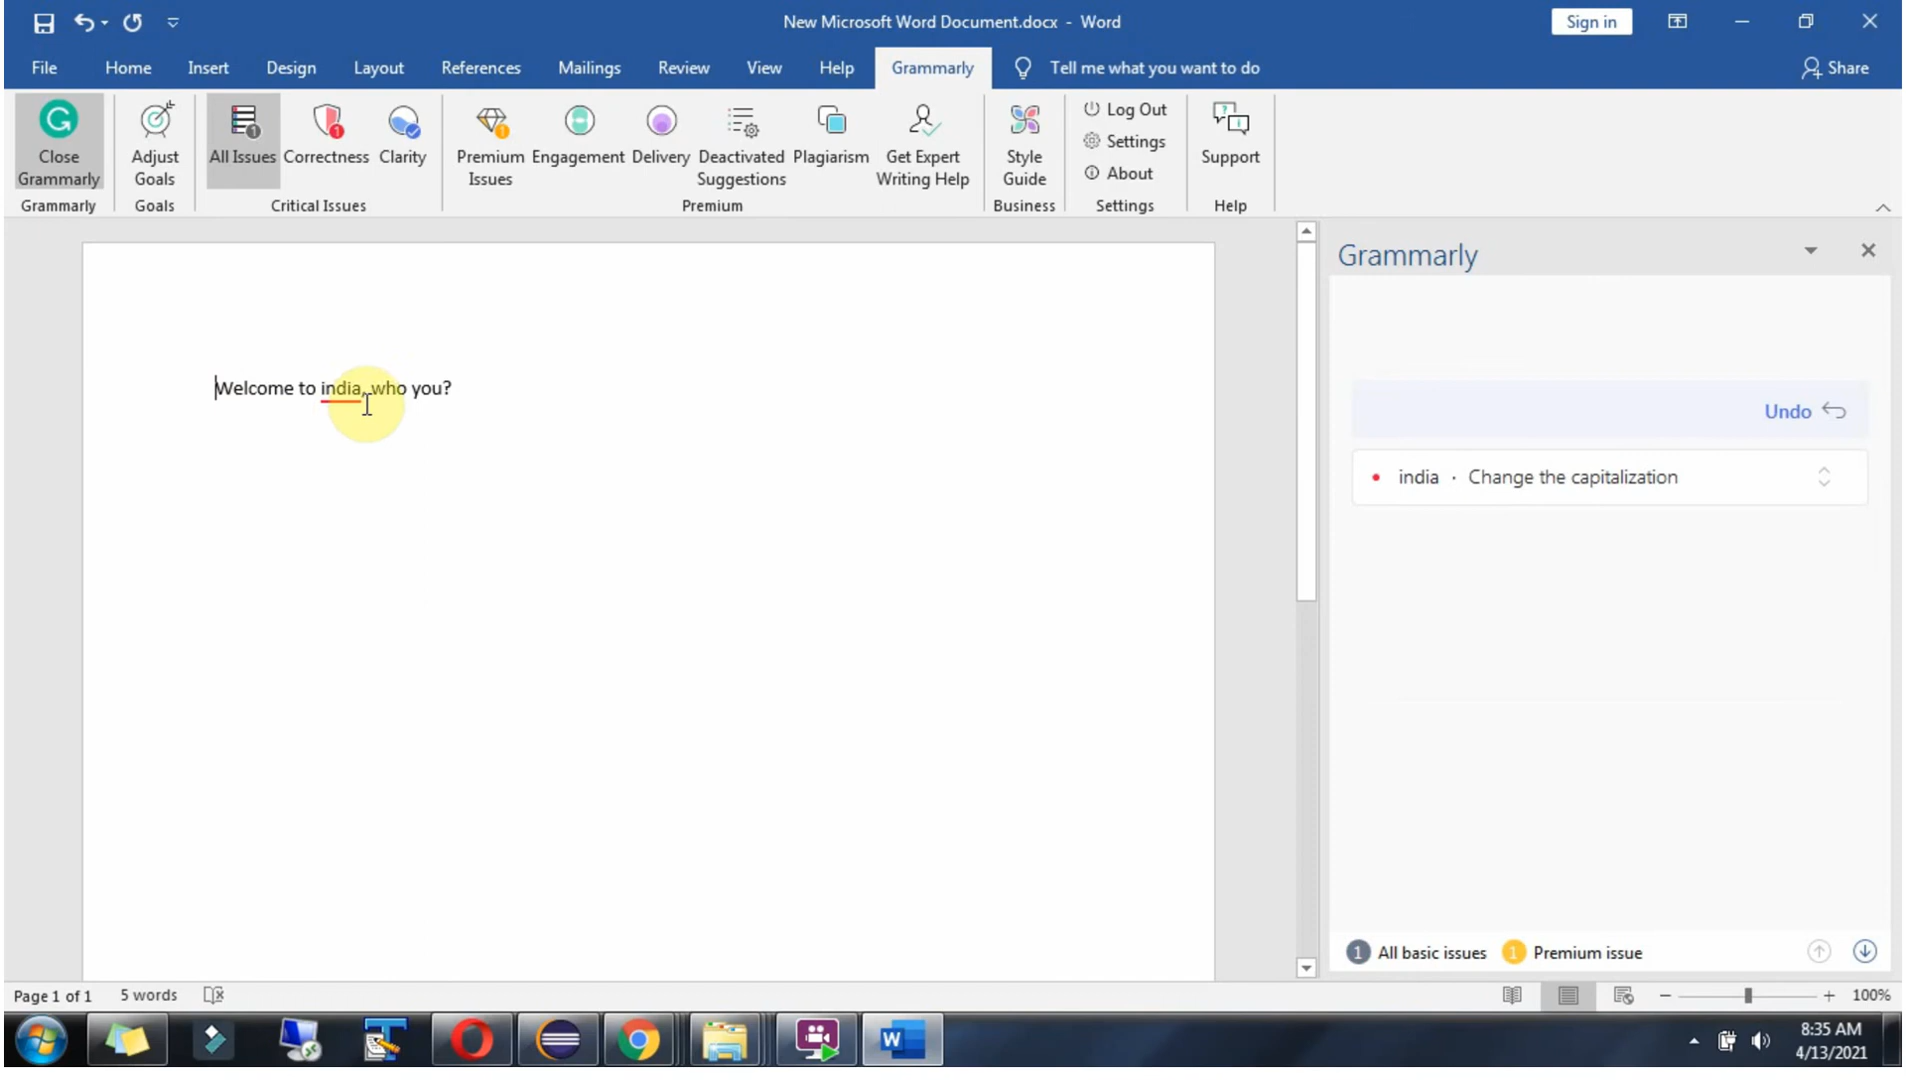 New Microsoft Word Document.docx - Word
Sign in
File Home Insert Design Layout References Mailings Review View Help Grammarly Tell me what you want to do Share
Close Grammarly
Adjust Goals
All Issues
Correctness
Clarity
Premium Issues
Engagement
Delivery
Deactivated Suggestions
Plagiarism
Get Expert Writing Help
Style Guide
Log Out
Settings
About
Support
Grammarly Goals Critical Issues Premium Business Settings Help
Grammarly
Welcome to india, who you?
Undo
india · Change the capitalization
1 All basic issues 1 Premium issue
Page 1 of 1 5 words 100%
8:35 AM
4/13/2021